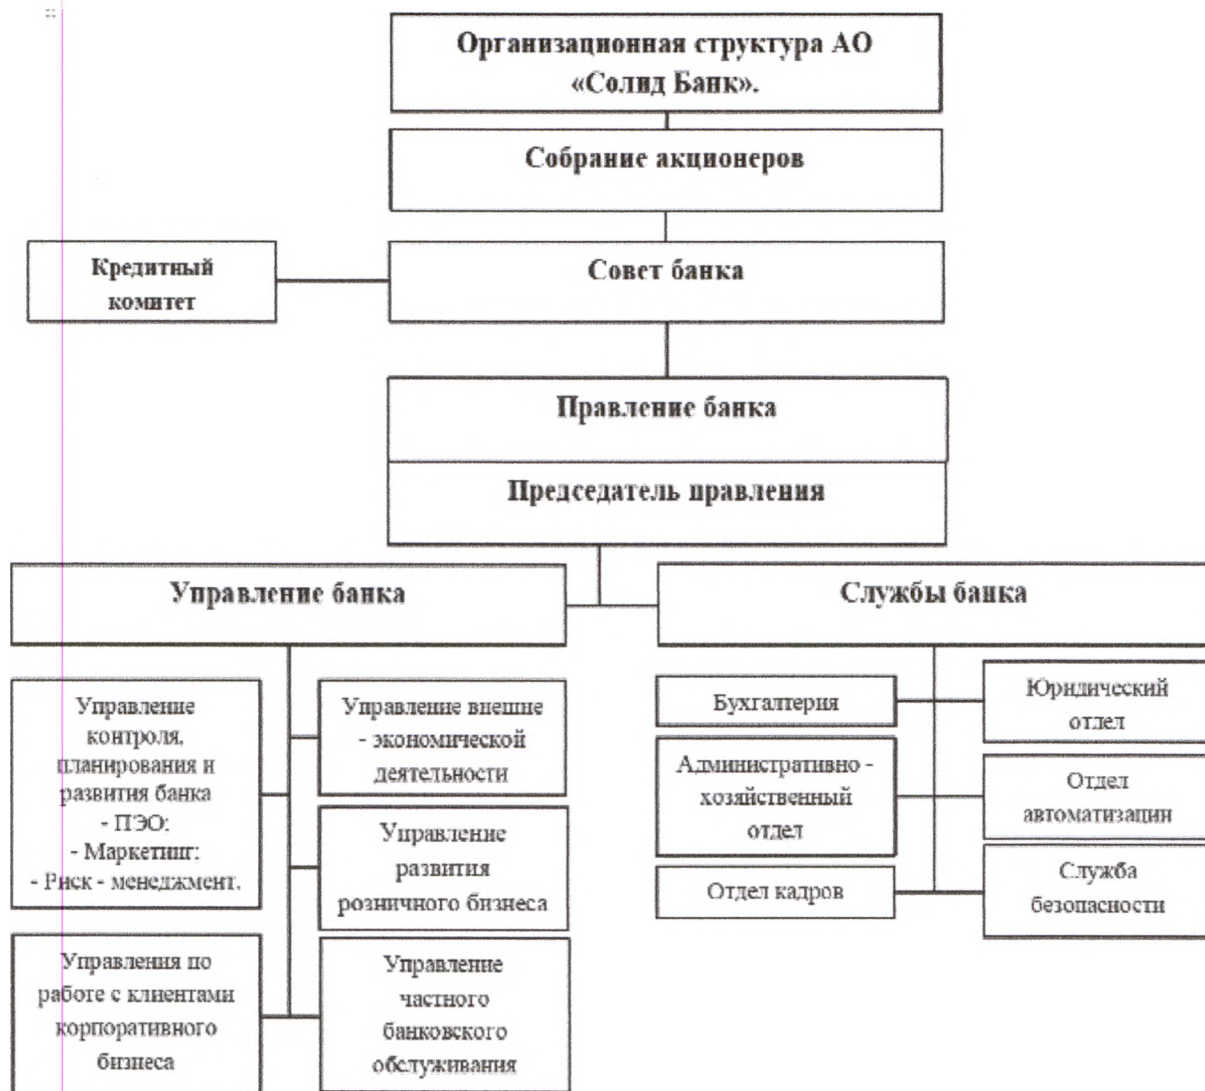 Организационная структура АО
«Солид Банк».
Собрание акционеров
Кредитный
комитет
Совет банка
Правление банка
Председатель правления
Управление банка
Службы банка
Управление
контроля,
планирования и
развития банка
- ПЭО:
- Маркетинг:
- Риск - менеджмент.
Управление внешне
- экономической
деятельности
Управление
развития
розничного бизнеса
Управления по
работе с клиентами
корпоративного
бизнеса
Управление
частного
банковского
обслуживания
Бухгалтерия
Юридический
отдел
Административно -
хозяйственный
отдел
Отдел
автоматизации
Отдел кадров
Служба
безопасности